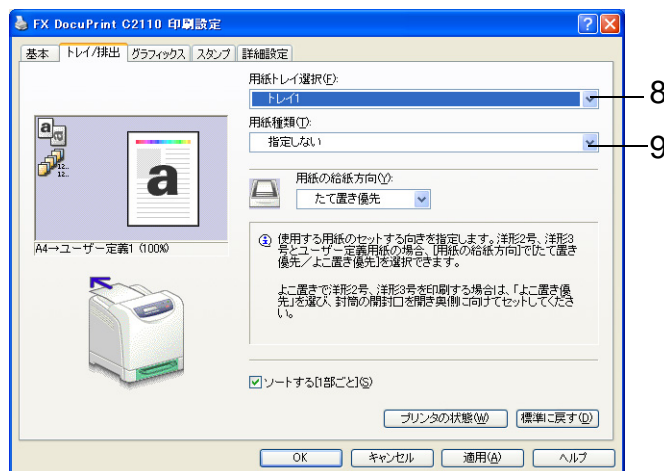 FX DocuPrint C2110 印刷設定
基本 トレイ/排出 グラフィックス スタンプ 詳細設定
用紙トレイ選択(F):
トレイ1
8
用紙種類(T):
指定しない
9
用紙の給紙方向(Y):
たて置き優先
A4→ユーザー定義1 (100%)
使用する用紙のセットする向きを指定します。洋形2号、洋形3
号とユーザー定義用紙の場合、[用紙の給紙方向]で[たて置き
優先/よこ置き優先]を選択できます。
よこ置きで洋形2号、洋形3号を印刷する場合は、「よこ置き優
先」を選び、封筒の開封口を開き奥側に向けてセットしてくださ
い。
ソートする[1部ごと](S)
プリンタの状態(W) 標準に戻す(D)
OK キャンセル 適用(A) ヘルプ